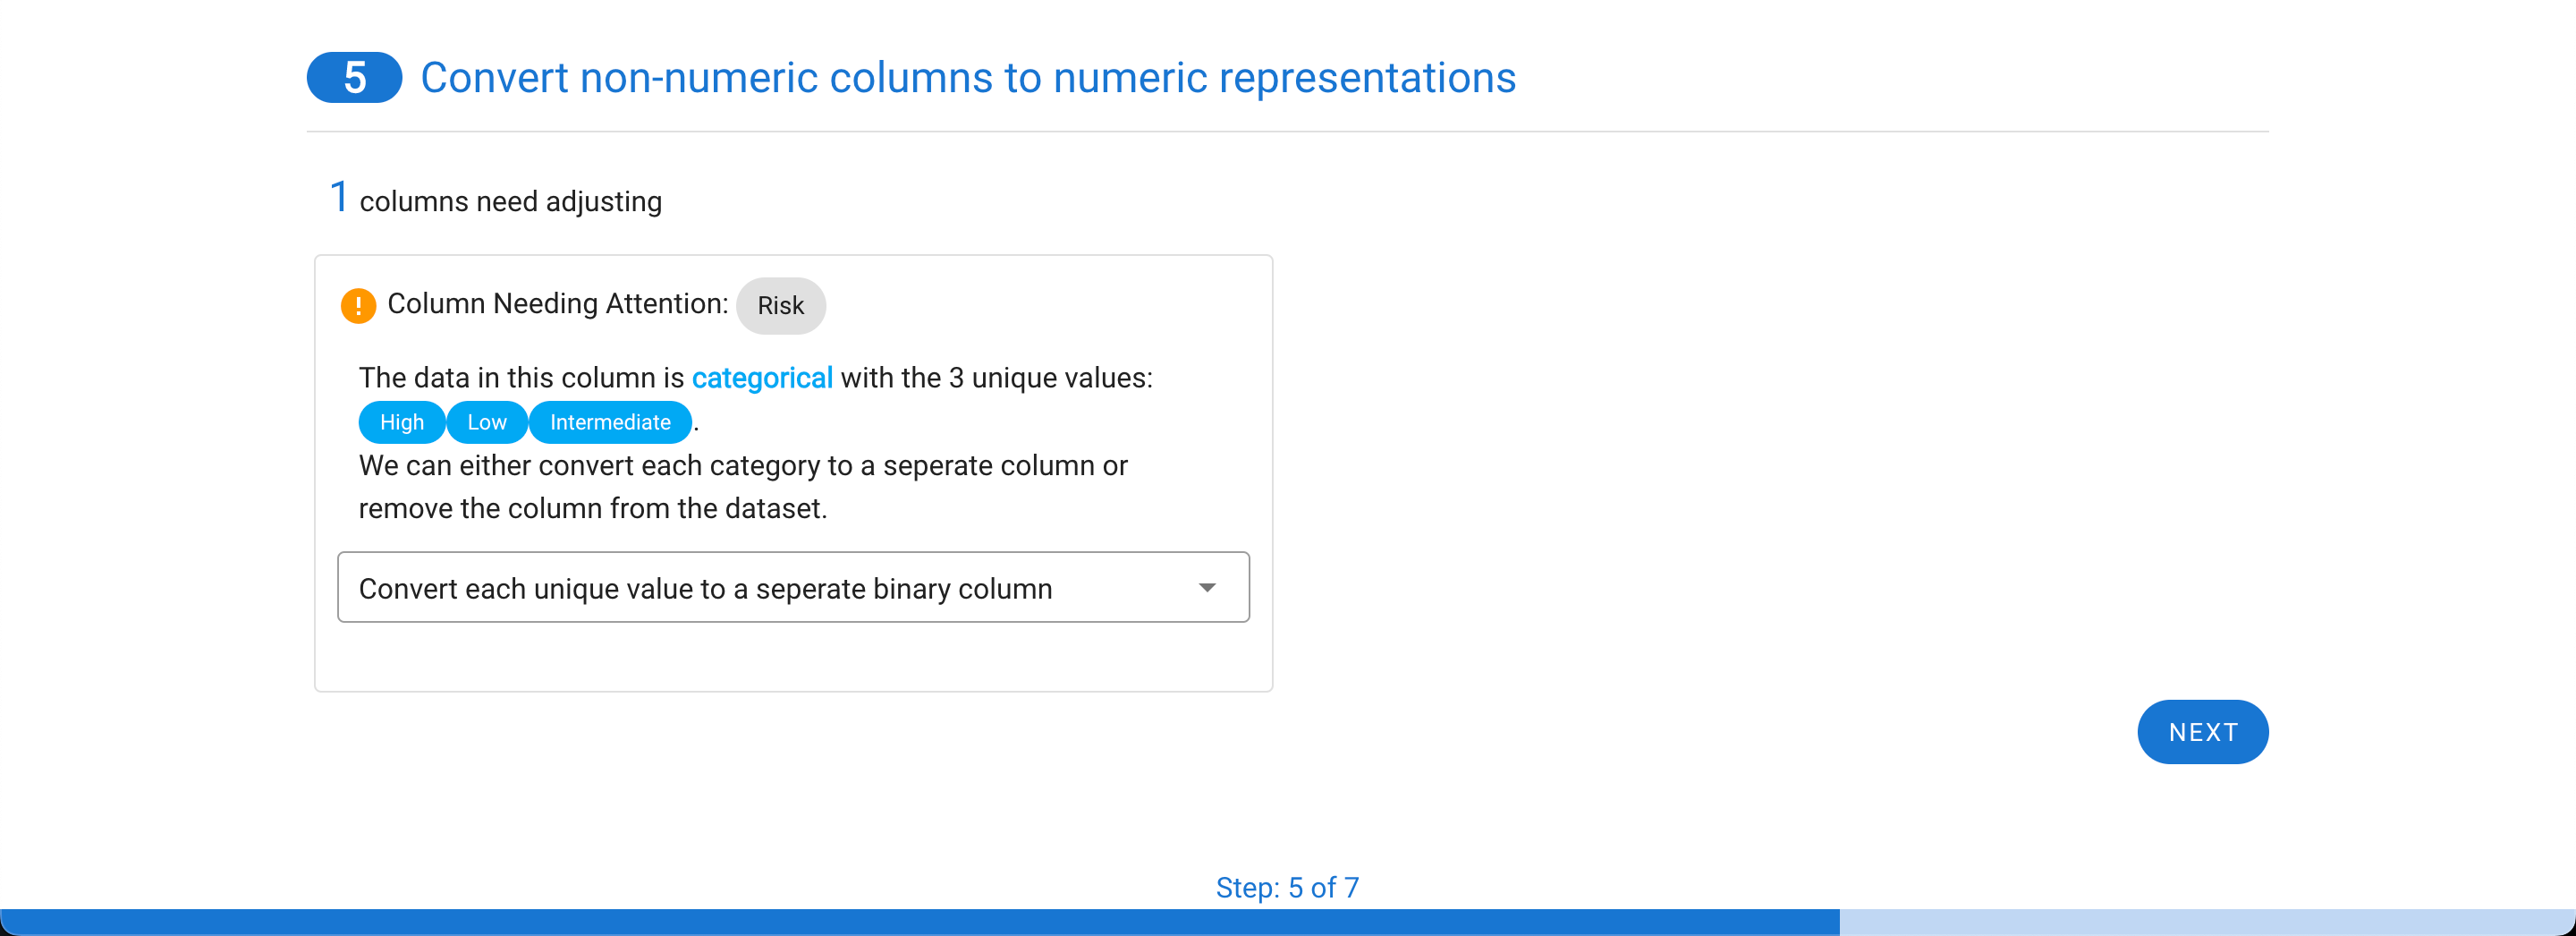 5 Convert non-numeric columns to numeric representations
1 columns need adjusting
! Column Needing Attention: Risk
The data in this column is categorical with the 3 unique values:
High Low Intermediate .
We can either convert each category to a seperate column or
remove the column from the dataset.
Convert each unique value to a seperate binary column
NEXT
Step: 5 of 7